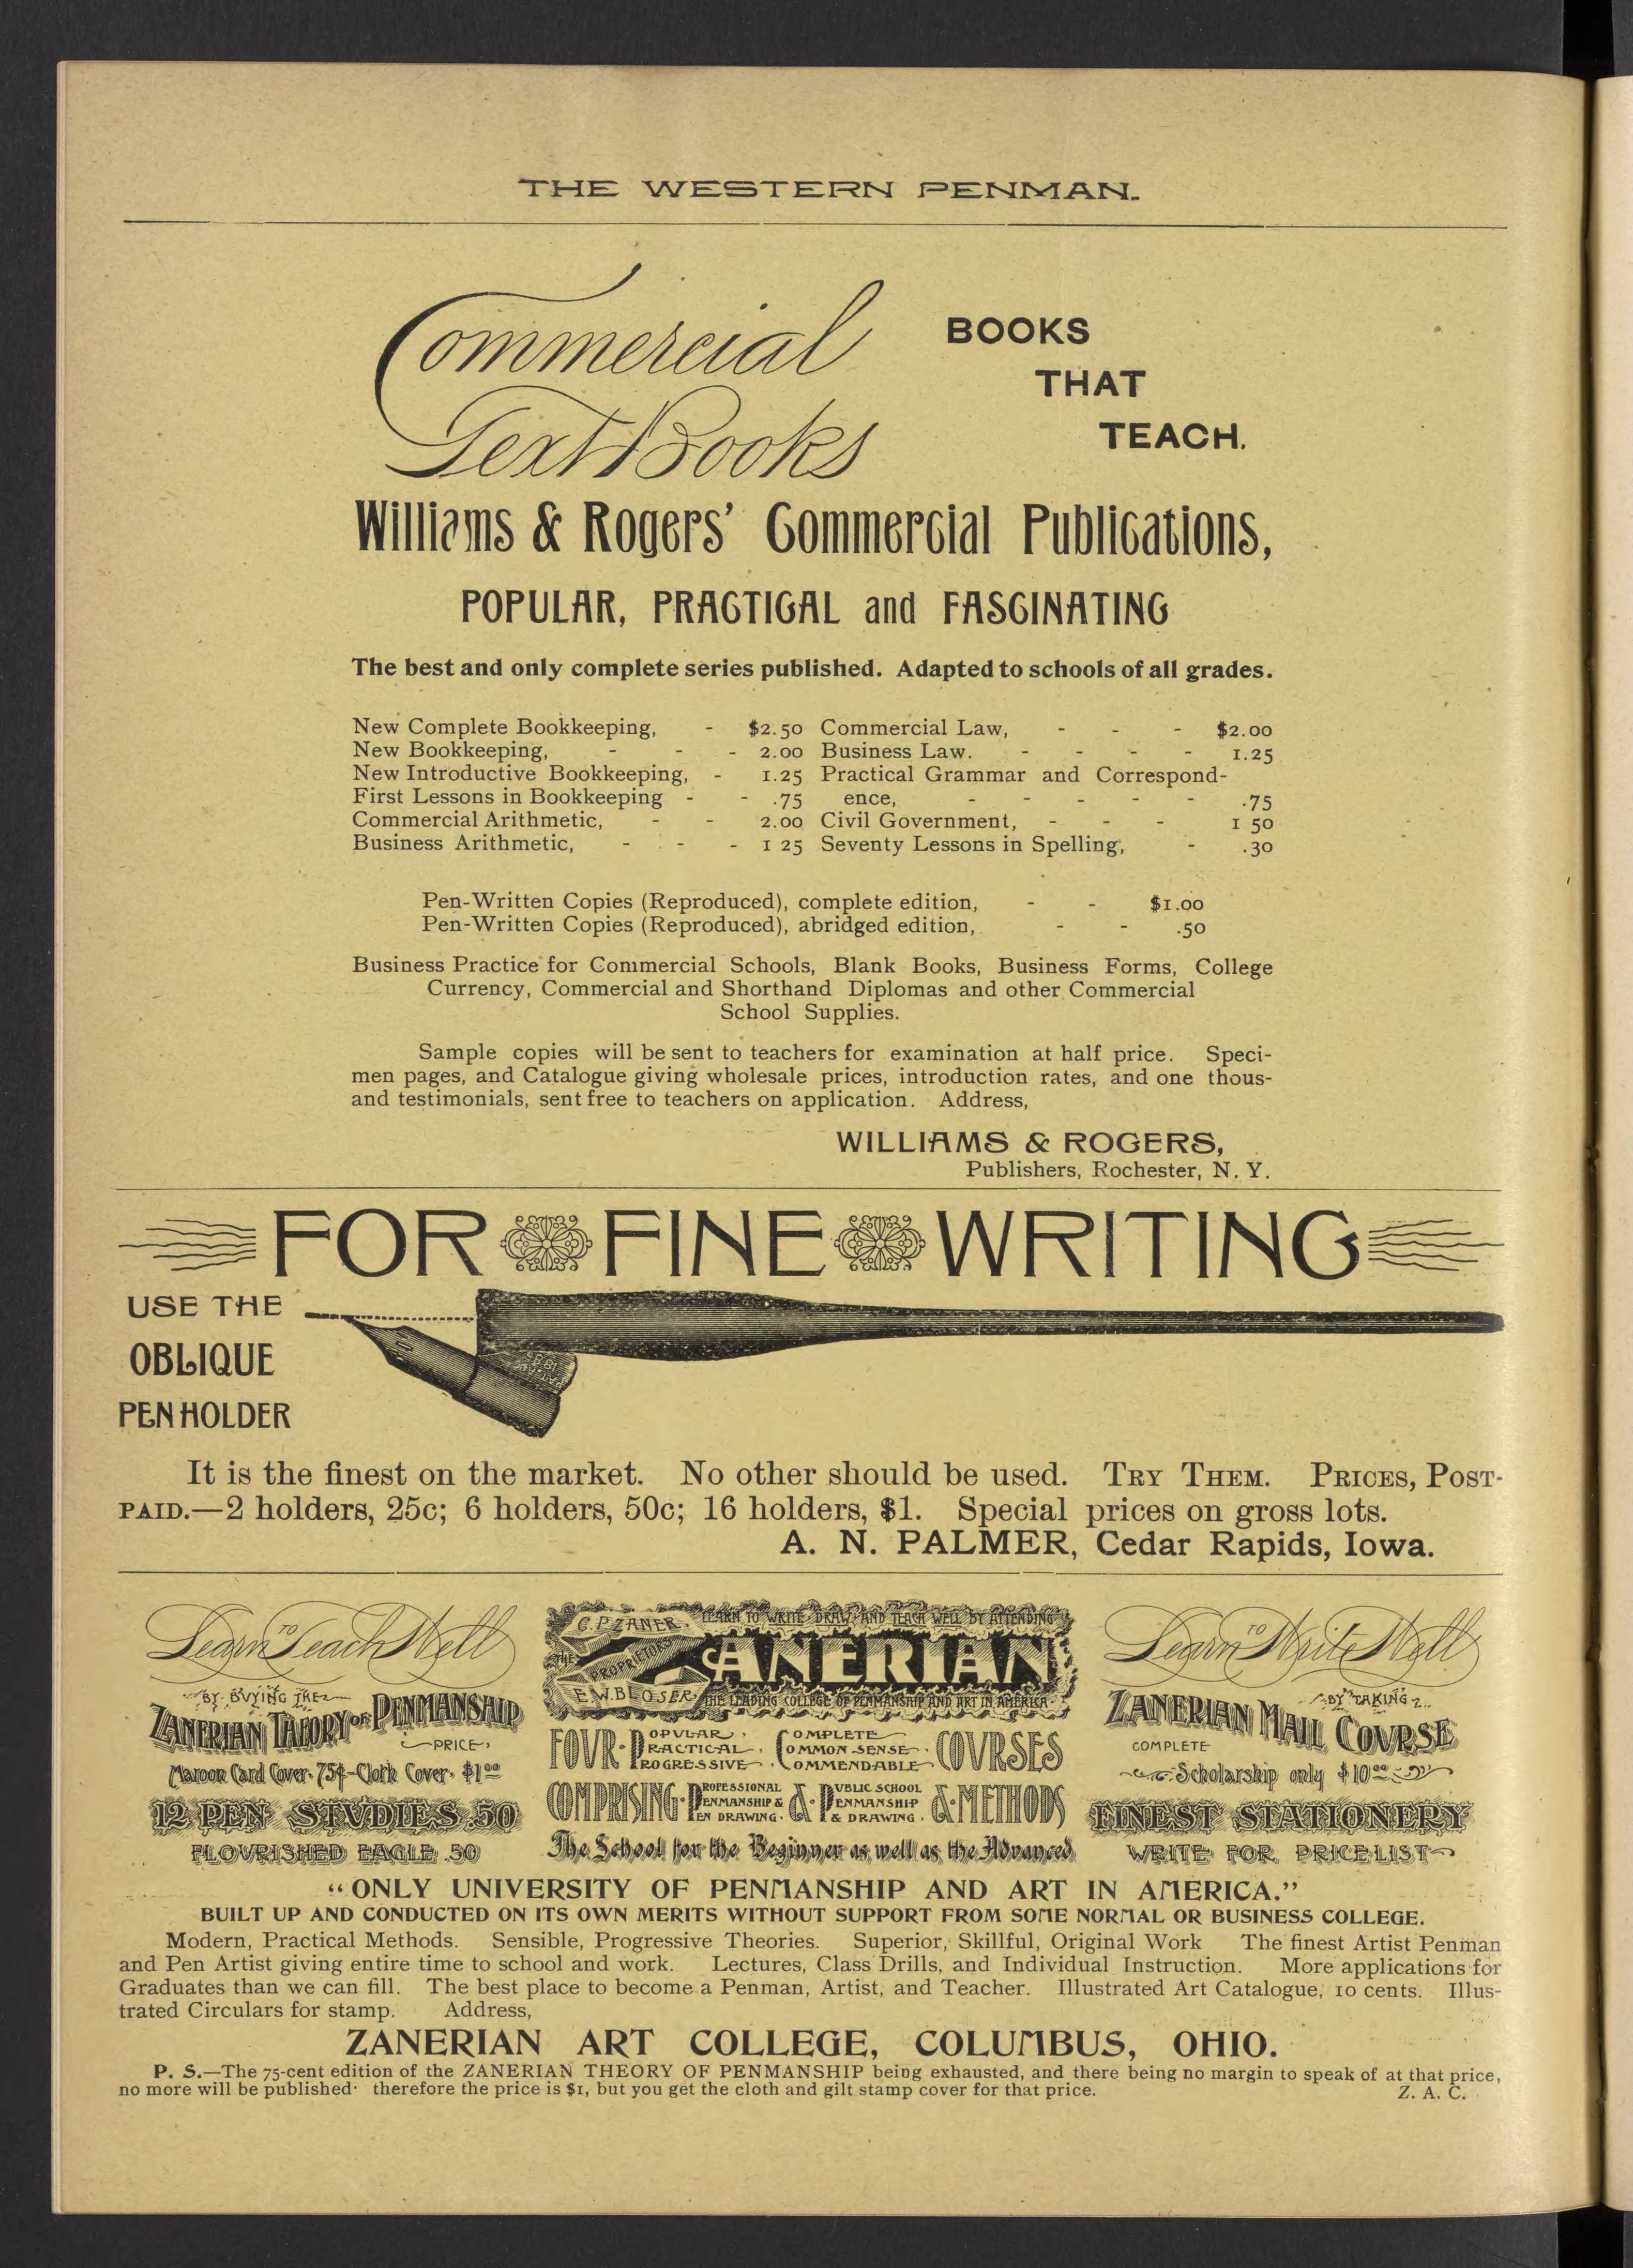 THE WESTERN PENMAN.
Commercial
Text Books
BOOKS
THAT
TEACH.
Williams & Rogers' Commercial Publications,
POPULAR, PRACTICAL and FASCINATING
The best and only complete series published. Adapted to schools of all grades.
New Complete Bookkeeping, - $2.50
New Bookkeeping, - - - 2.00
New Introductive Bookkeeping, - 1.25
First Lessons in Bookkeeping - - .75
Commercial Arithmetic, - - 2.00
Business Arithmetic, - - - 1 25
Commercial Law, - - - $2.00
Business Law. - - - - 1.25
Practical Grammar and Correspond-
ence, - - - - - .75
Civil Government, - - - 1 50
Seventy Lessons in Spelling, - .30
Pen-Written Copies (Reproduced), complete edition, - - $1.00
Pen-Written Copies (Reproduced), abridged edition, - - .50
Business Practice for Commercial Schools, Blank Books, Business Forms, College
Currency, Commercial and Shorthand Diplomas and other Commercial
School Supplies.
Sample copies will be sent to teachers for examination at half price. Speci-
men pages, and Catalogue giving wholesale prices, introduction rates, and one thous-
and testimonials, sent free to teachers on application. Address,
WILLIAMS & ROGERS,
Publishers, Rochester, N. Y.
FOR FINE WRITING
USE THE
OBLIQUE
PEN HOLDER
It is the finest on the market. No other should be used. TRY THEM. PRICES, POST-
PAID.—2 holders, 25c; 6 holders, 50c; 16 holders, $1. Special prices on gross lots.
A. N. PALMER, Cedar Rapids, Iowa.
Learn TO Teach Well
BY BUYING THE
ZANERIAN THEORY OF PENMANSHIP
PRICE,
Maroon Card Cover. 75¢-Cloth Cover. $1 00
12 PEN STUDIES .50
FLOURISHED EAGLE .50
C. P. ZANER.
THE PROPRIETORS
E. W. BLOSER.
LEARN TO WRITE, DRAW AND TEACH WELL BY ATTENDING
ZANERIAN
THE LEADING COLLEGE OF PENMANSHIP AND ART IN AMERICA.
FOUR POPULAR, PRACTICAL, PROGRESSIVE, COMPLETE, COMMON SENSE, COMMENDABLE COURSES
COMPRISING PROFESSIONAL PENMANSHIP & PEN DRAWING, & PUBLIC SCHOOL PENMANSHIP & DRAWING, & METHODS
The School for the Beginner as well as the Advanced
Learn TO Write Well
BY TAKING
ZANERIAN MAIL COURSE
COMPLETE
Scholarship only $10 00
FINEST STATIONERY
WRITE FOR PRICE LIST
"ONLY UNIVERSITY OF PENMANSHIP AND ART IN AMERICA."
BUILT UP AND CONDUCTED ON ITS OWN MERITS WITHOUT SUPPORT FROM SOME NORMAL OR BUSINESS COLLEGE.
Modern, Practical Methods. Sensible, Progressive Theories. Superior, Skillful, Original Work The finest Artist Penman
and Pen Artist giving entire time to school and work. Lectures, Class Drills, and Individual Instruction. More applications for
Graduates than we can fill. The best place to become a Penman, Artist, and Teacher. Illustrated Art Catalogue, 10 cents. Illus-
trated Circulars for stamp. Address,
ZANERIAN ART COLLEGE, COLUMBUS, OHIO.
P. S.—The 75-cent edition of the ZANERIAN THEORY OF PENMANSHIP being exhausted, and there being no margin to speak of at that price,
no more will be published· therefore the price is $1, but you get the cloth and gilt stamp cover for that price. Z. A. C.